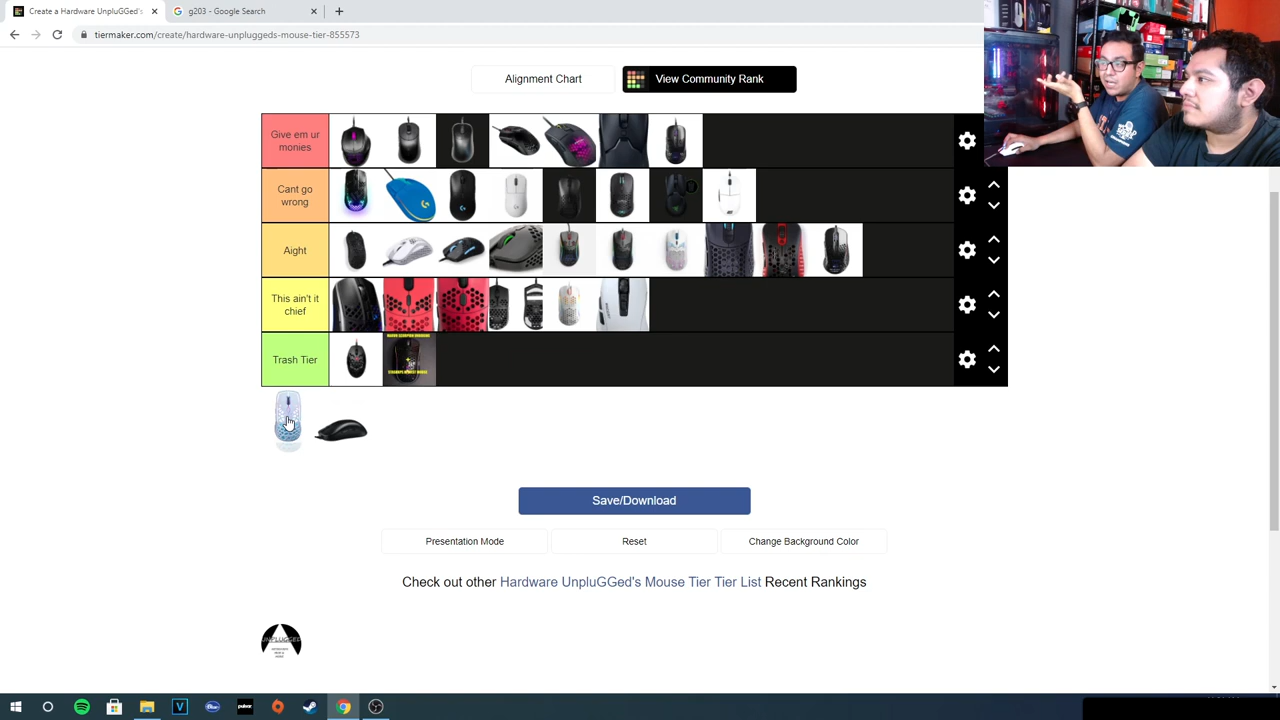 Create a Hardware UnpluGGed's
g203 - Google Search
tiermaker.com/create/hardware-unpluggeds-mouse-tier-855573
Alignment Chart
View Community Rank
Give em ur
monies
Cant go
wrong
Aight
This ain't it
chief
Trash Tier
Save/Download
Presentation Mode
Reset
Change Background Color
Check out other Hardware UnpluGGed's Mouse Tier Tier List Recent Rankings
UNPLUGGED
pulsar